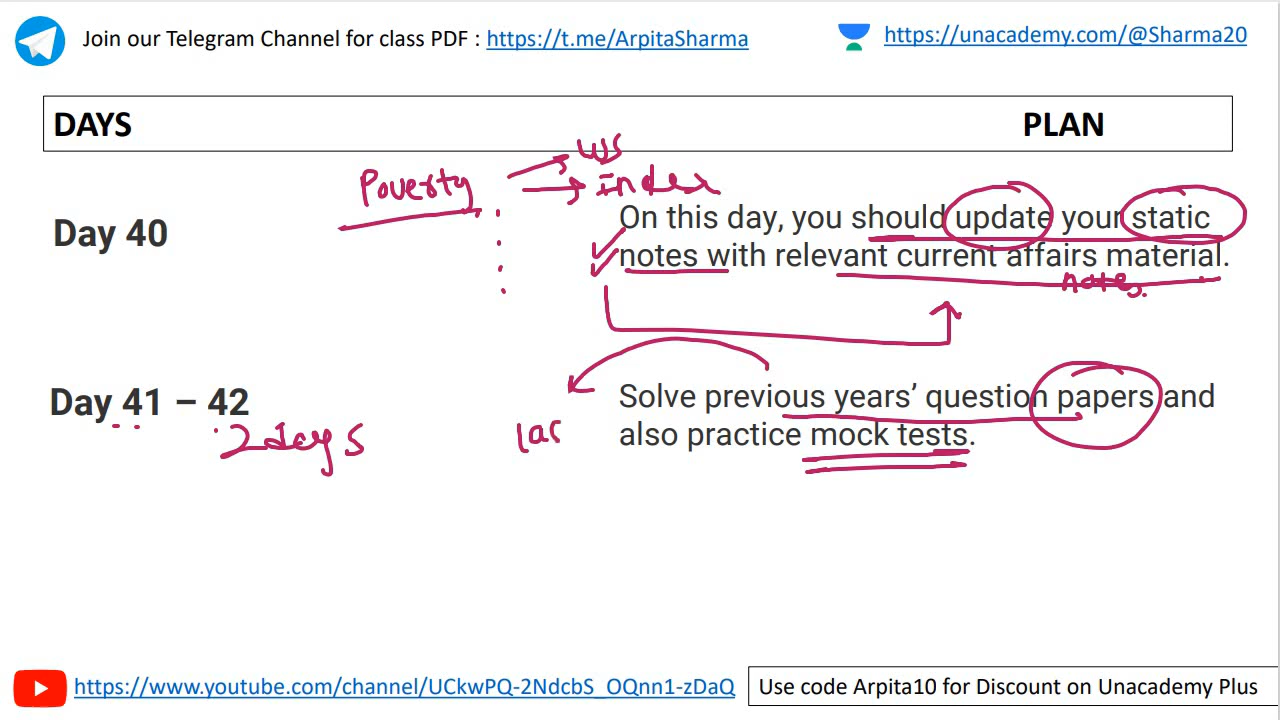 Join our Telegram Channel for class PDF : https://t.me/ArpitaSharma
https://unacademy.com/@Sharma20
DAYS PLAN
Poverty
Index
Day 40
On this day, you should update your static
notes with relevant current affairs material.
notes.
Day 41 – 42
2 days
Solve previous years’ question papers and
also practice mock tests.
https://www.youtube.com/channel/UCkwPQ-2NdcbS_OQnn1-zDaQ
Use code Arpita10 for Discount on Unacademy Plus